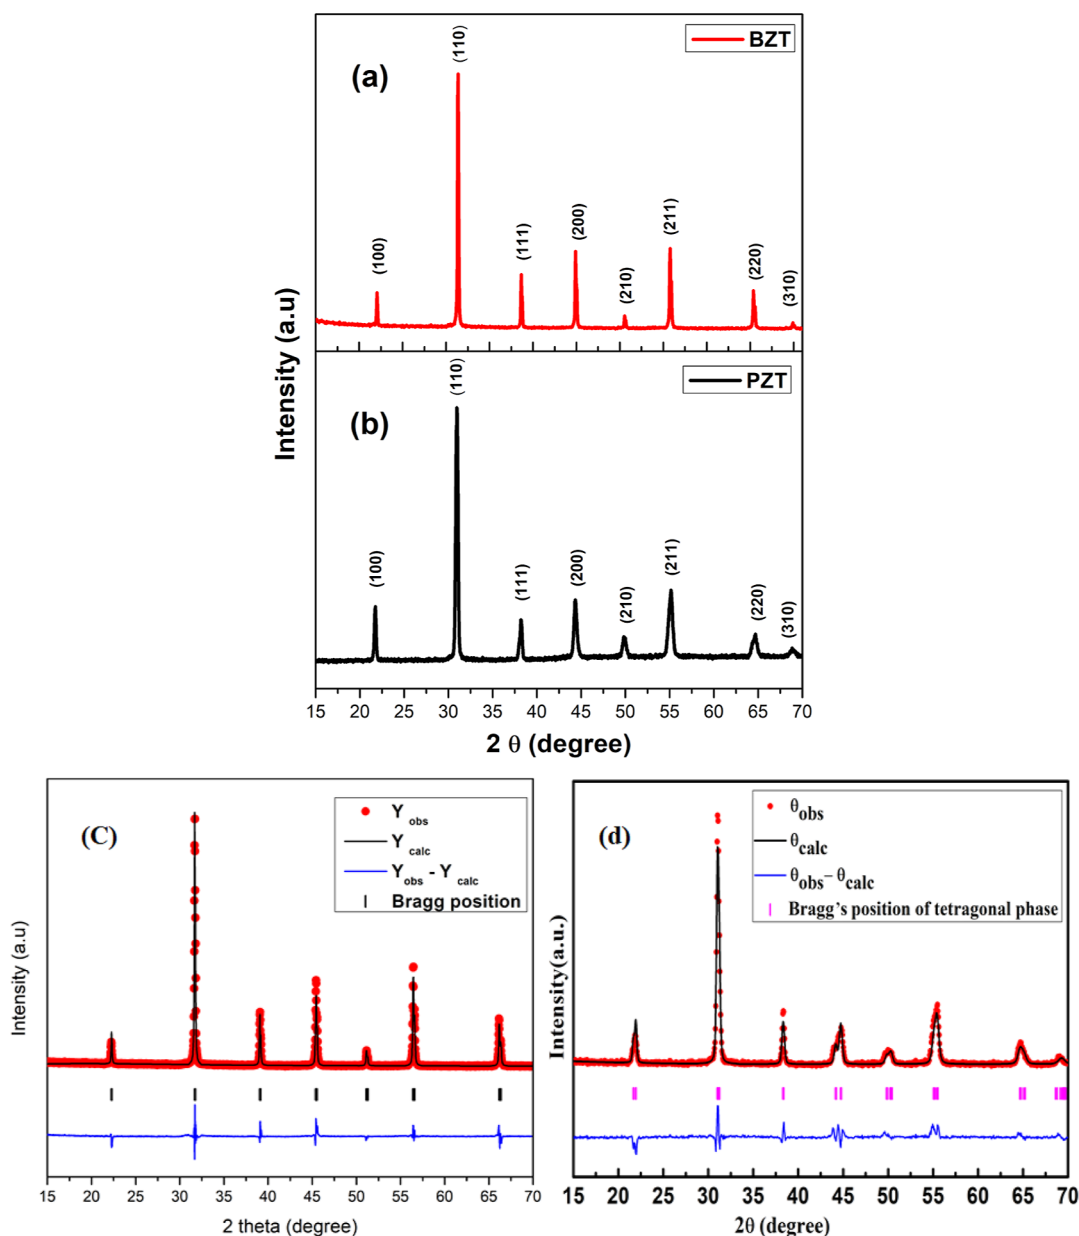 (110)
BZT
(a)
(100)
(111)
(200)
(210)
(211)
(220)
(310)
Intensity (a.u)
(110)
PZT
(b)
(100)
(111)
(200)
(210)
(211)
(220)
(310)
15 20 25 30 35 40 45 50 55 60 65 70
2 θ (degree)
(C)
Y obs
Y calc
Y obs - Y calc
Bragg position
Intensity (a.u)
15 20 25 30 35 40 45 50 55 60 65 70
2 theta (degree)
(d)
θobs
θcalc
θobs– θcalc
Bragg's position of tetragonal phase
Intensity(a.u.)
15 20 25 30 35 40 45 50 55 60 65 70
2θ (degree)